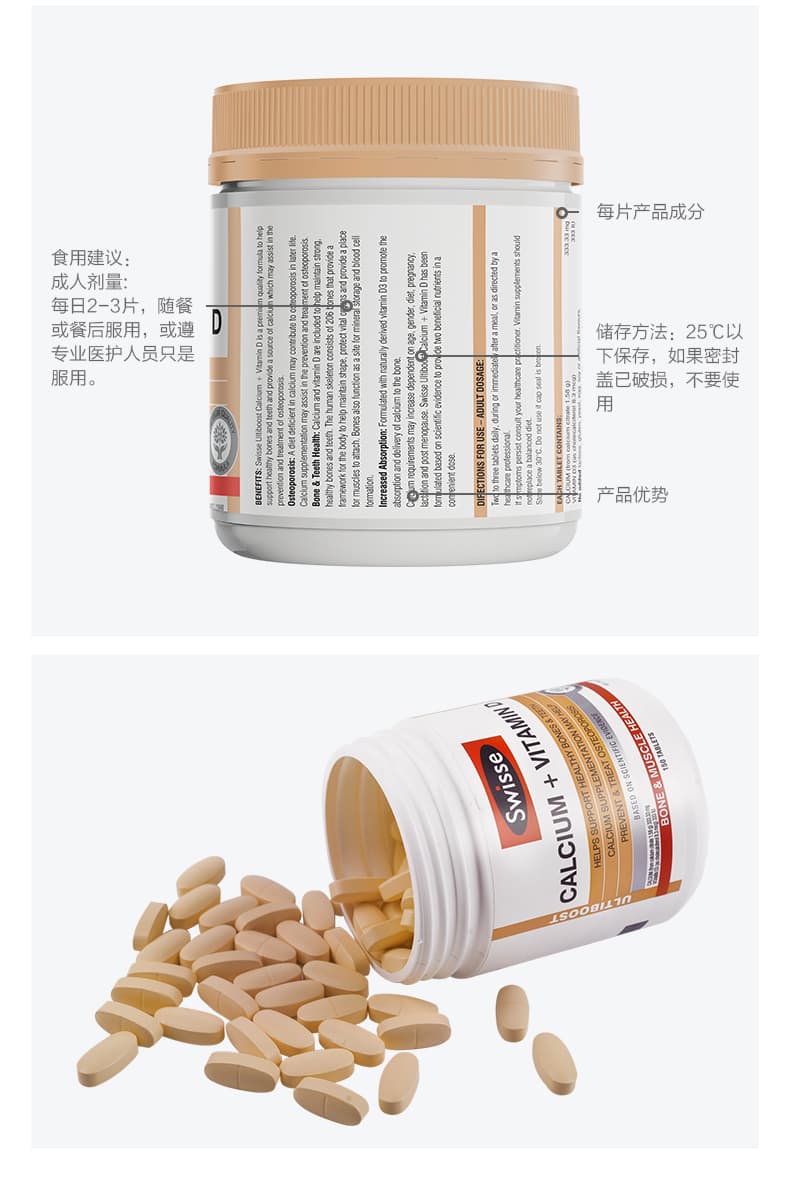 每片产品成分
食用建议：
成人剂量：
每日2-3片，随餐
或餐后服用，或遵
专业医护人员只是
服用。
储存方法：25℃以
下保存，如果密封
盖已破损，不要使
用
产品优势
D
BENEFITS: Swisse Ultiboost Calcium + Vitamin D is a premium quality formula to help
support healthy bones and teeth and provide a source of calcium which may assist in the
prevention and treatment of osteoporosis.
Osteoporosis: A diet deficient in calcium may contribute to osteoporosis in later life.
Calcium supplementation may assist in the prevention and treatment of osteoporosis.
Bone & Teeth Health: Calcium and vitamin D are included to help maintain strong,
healthy bones and teeth. The human skeleton consists of 206 bones that provide a
framework for the body to help maintain shape, protect vital organs and provide a place
for muscles to attach. Bones also function as a site for mineral storage and blood cell
formation.
Increased Absorption: Formulated with naturally derived vitamin D3 to promote the
absorption and delivery of calcium to the bone.
Calcium requirements may increase dependent on age, gender, diet, pregnancy,
lactation and post menopause. Swisse Ultiboost Calcium + Vitamin D has been
formulated based on scientific evidence to provide two beneficial nutrients in a
convenient dose.
DIRECTIONS FOR USE – ADULT DOSAGE:
Two to three tablets daily, during or immediately after a meal, or as directed by a
healthcare professional.
If symptoms persist consult your healthcare practitioner. Vitamin supplements should
not replace a balanced diet.
Store below 30°C. Do not use if cap seal is broken.
EACH TABLET CONTAINS:
CALCIUM (from calcium citrate 1.58 g) 333.33 mg
333 IU
Swisse
CALCIUM + VITAMIN D
HELPS SUPPORT HEALTHY BONES & TEETH
CALCIUM SUPPLEMENTATION MAY HELP
PREVENT & TREAT OSTEOPOROSIS
BASED ON SCIENTIFIC EVIDENCE
BONE & MUSCLE HEALTH
150 TABLETS
ULTIBOOST